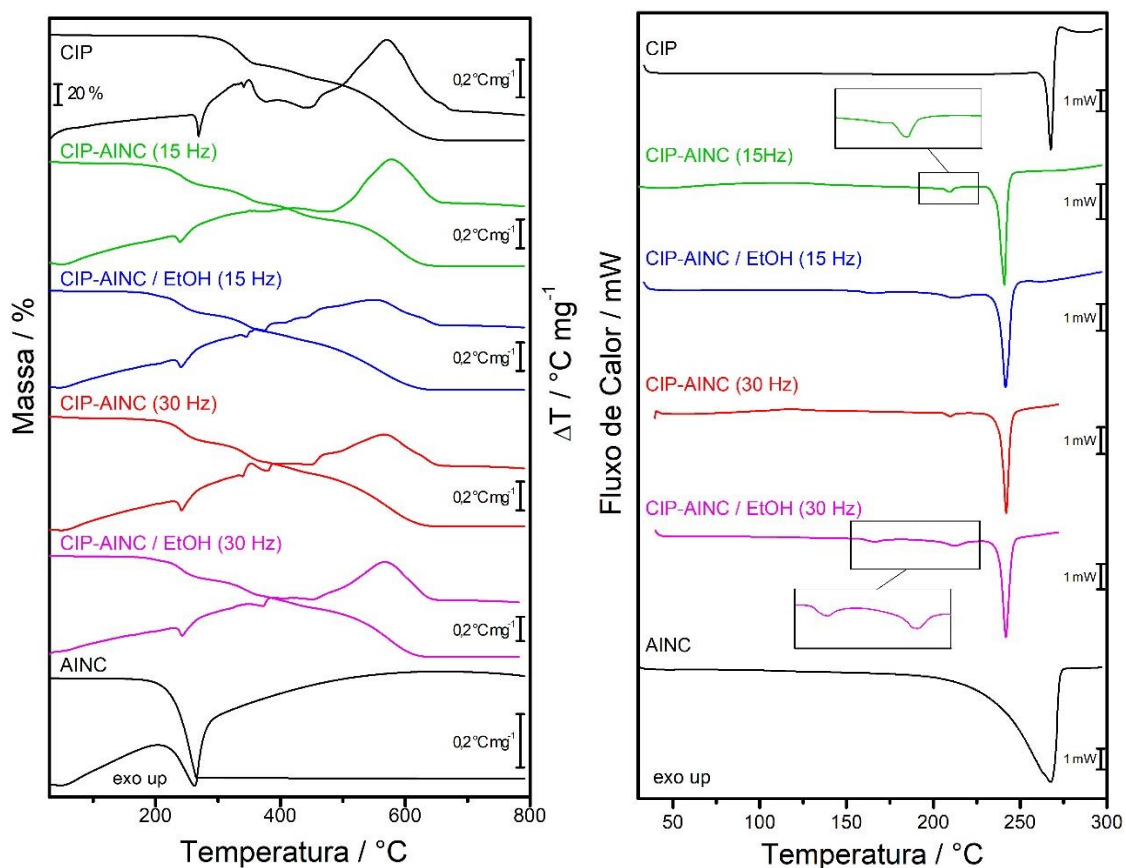 CIP
20 %
0,2°Cmg⁻¹
CIP-AINC (15 Hz)
0,2°Cmg⁻¹
CIP-AINC / EtOH (15 Hz)
0,2°Cmg⁻¹
CIP-AINC (30 Hz)
0,2°Cmg⁻¹
CIP-AINC / EtOH (30 Hz)
0,2°Cmg⁻¹
AINC
0,2°Cmg⁻¹
exo up
Massa / %
ΔT / °C mg⁻¹
200
400
600
800
Temperatura / °C
CIP
1 mW
CIP-AINC (15Hz)
1 mW
CIP-AINC / EtOH (15 Hz)
1 mW
CIP-AINC (30 Hz)
1 mW
CIP-AINC / EtOH (30 Hz)
1 mW
AINC
1 mW
exo up
Fluxo de Calor / mW
50
100
150
200
250
300
Temperatura / °C